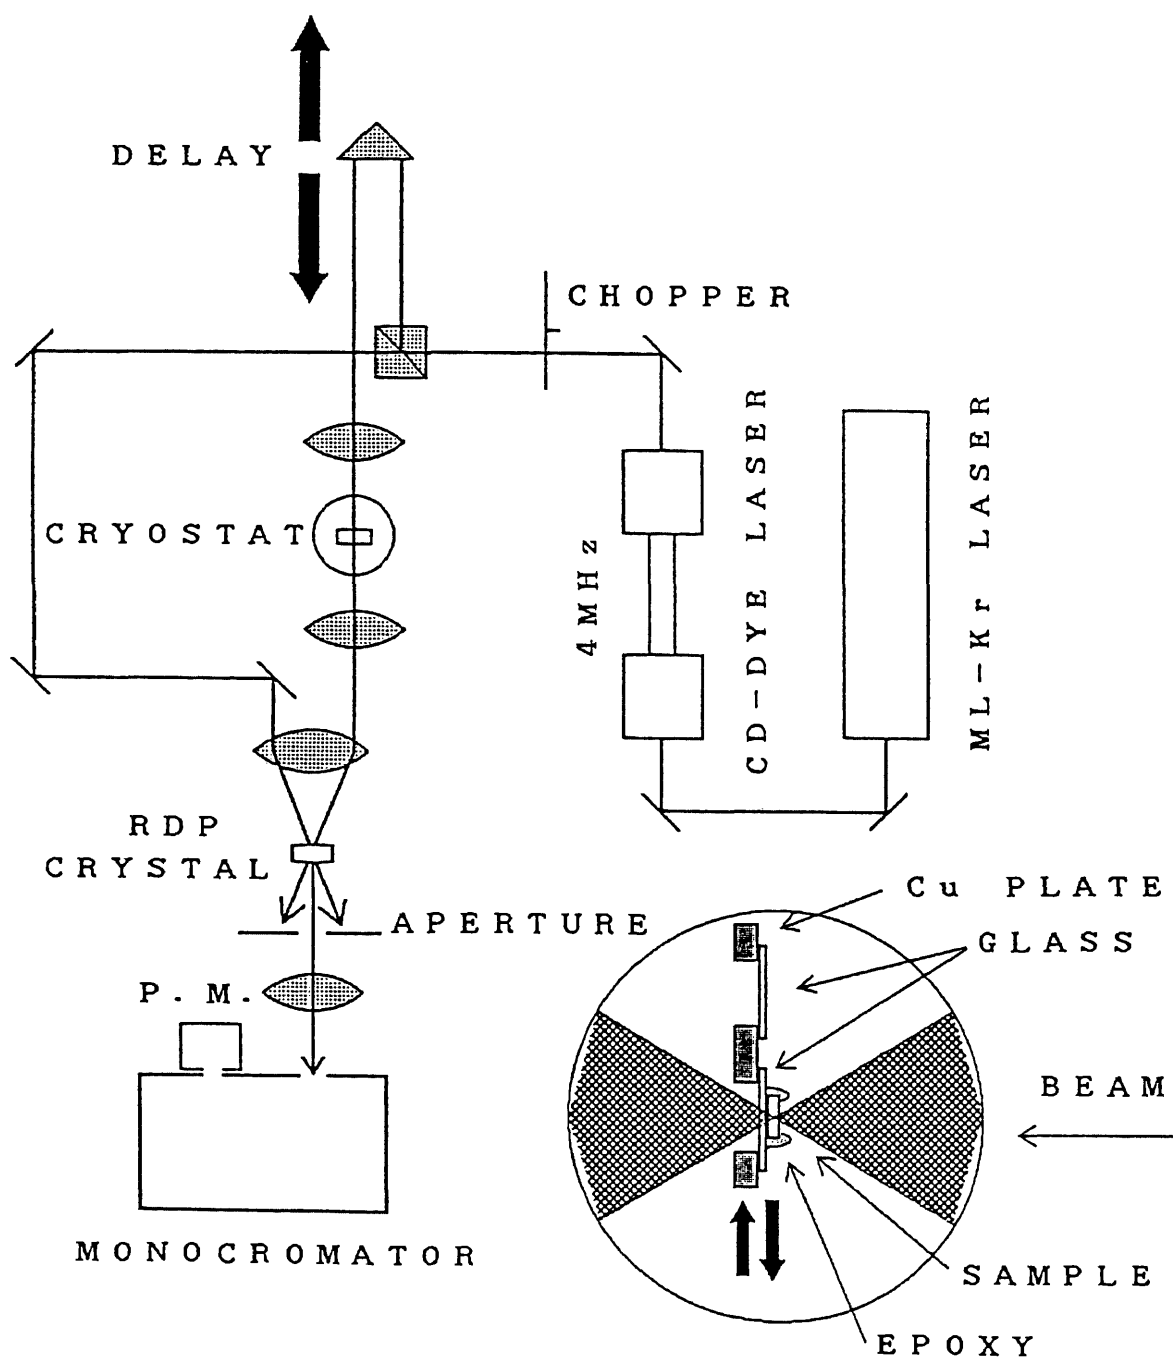 DELAY
CHOPPER
CRYOSTAT
4MHz
CD-DYE LASER
ML-Kr LASER
RDP
CRYSTAL
APERTURE
P. M.
MONOCROMATOR
Cu PLATE
GLASS
BEAM
SAMPLE
EPOXY